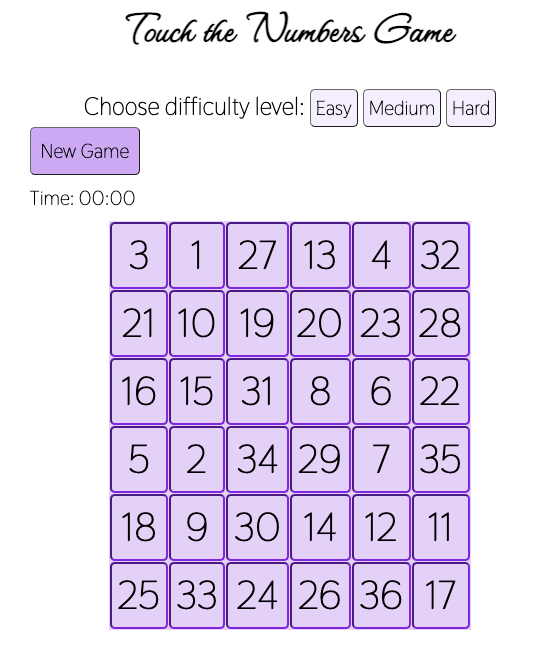 Touch the Numbers Game
Choose difficulty level: Easy Medium Hard
New Game
Time: 00:00
3 1 27 13 4 32
21 10 19 20 23 28
16 15 31 8 6 22
5 2 34 29 7 35
18 9 30 14 12 11
25 33 24 26 36 17